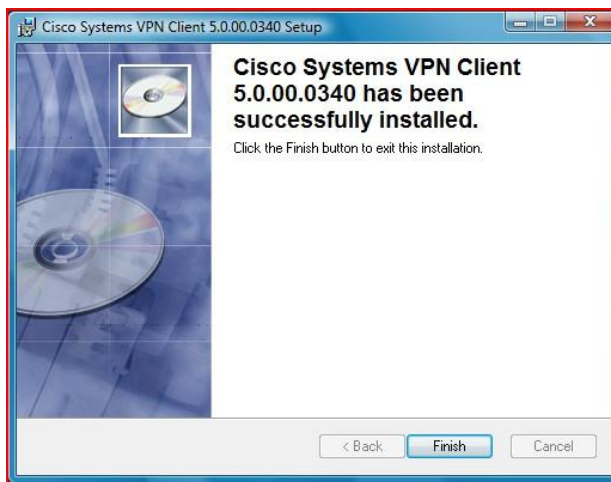 Cisco Systems VPN Client 5.0.00.0340 Setup
Cisco Systems VPN Client
5.0.00.0340 has been
successfully installed.
Click the Finish button to exit this installation.
< Back
Finish
Cancel